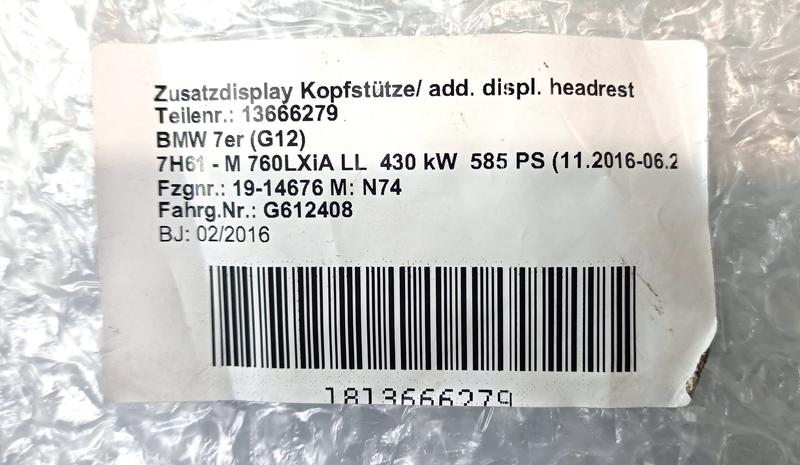 Zusatzdisplay Kopfstütze/ add. displ. headrest
Teilenr.: 13666279
BMW 7er (G12)
7H61 - M 760LXiA LL 430 kW 585 PS (11.2016-06.2
Fzgnr.: 19-14676 M: N74
Fahrg.Nr.: G612408
BJ: 02/2016
1813666279